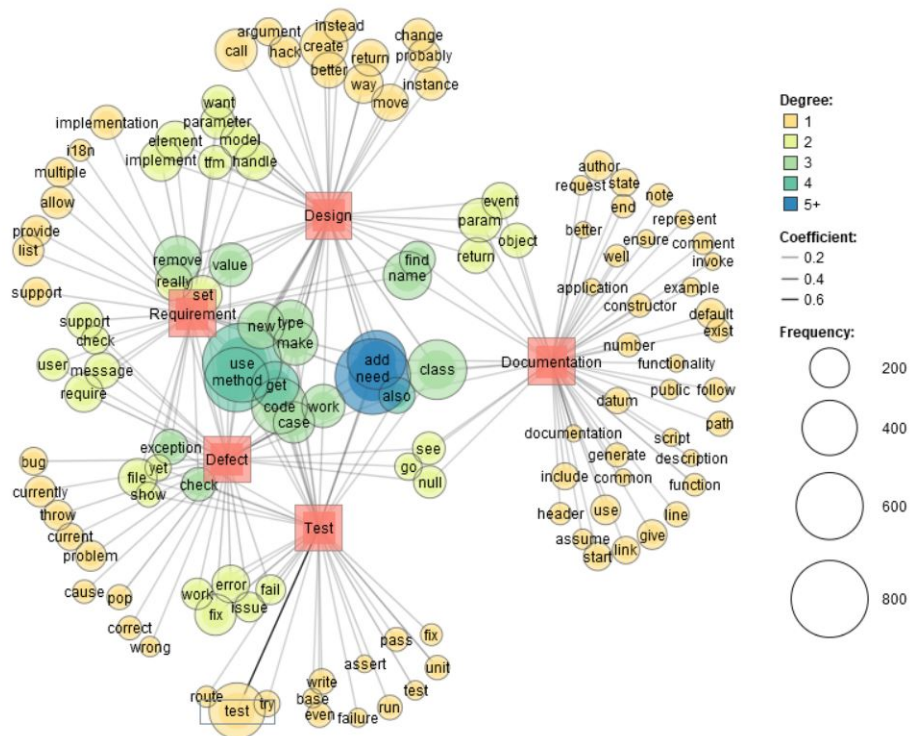 argument
instead
call
hack
create
better
return
way
move
change
probably
instance
want
parameter
element
model
implement
tfm
handle
implementation
i18n
multiple
allow
provide
list
support
Design
event
param
object
return
remove
really
value
set
find
name
Requirement
support
check
user
message
require
new
type
make
use
method
get
code
case
work
add
need
also
class
Documentation
author
request
state
end
note
better
ensure
represent
well
comment
invoke
application
example
constructor
default
exist
number
functionality
public
follow
datum
path
documentation
script
generate
description
include
common
function
header
use
line
assume
give
start
link
exception
Defect
yet
file
check
show
see
go
null
Test
bug
currently
throw
current
problem
cause
pop
correct
wrong
work
error
fail
fix
issue
route
test
try
write
base
even
failure
assert
run
pass
fix
unit
test
Degree:
1
2
3
4
5+
Coefficient:
0.2
0.4
0.6
Frequency:
200
400
600
800